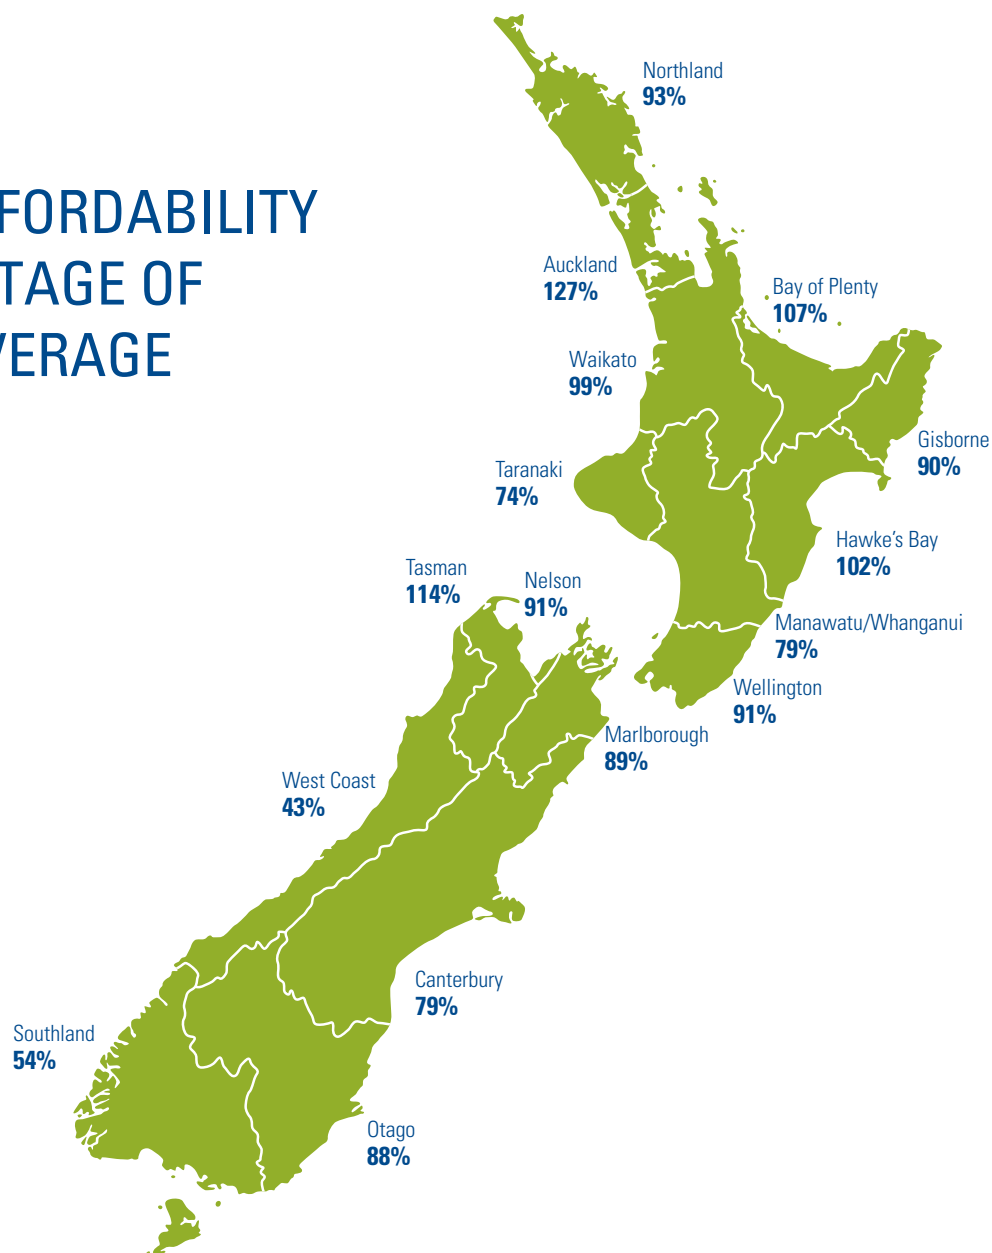 FORDABILITY
TAGE OF
VERAGE
Northland
93%
Auckland
127%
Bay of Plenty
107%
Waikato
99%
Gisborne
90%
Taranaki
74%
Hawke’s Bay
102%
Tasman
114%
Nelson
91%
Manawatu/Whanganui
79%
Wellington
91%
Marlborough
89%
West Coast
43%
Canterbury
79%
Southland
54%
Otago
88%